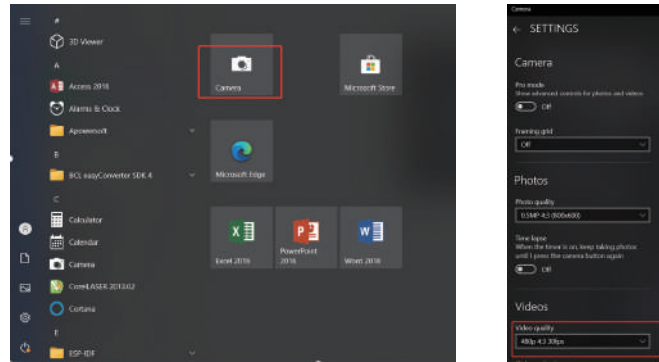 #
3D Viewer
A
Access 2016
Alarms & Clock
Apowersoft
B
BCL easyConverter SDK 4
C
Calculator
Calendar
Camera
CorelLASER 2013.02
Cortana
E
ESP-IDF
Camera
Microsoft Store
Microsoft Edge
Excel 2016
PowerPoint
2016
Word 2016
Camera
← SETTINGS
Camera
Pro mode
Show advanced controls for photos and videos
Off
Framing grid
Off
Photos
Photo quality
0.5MP 4:3 (800x600)
Time lapse
When the timer is on, keep taking photos
until I press the camera button again
Off
Videos
Video quality
480p 4:3 30fps